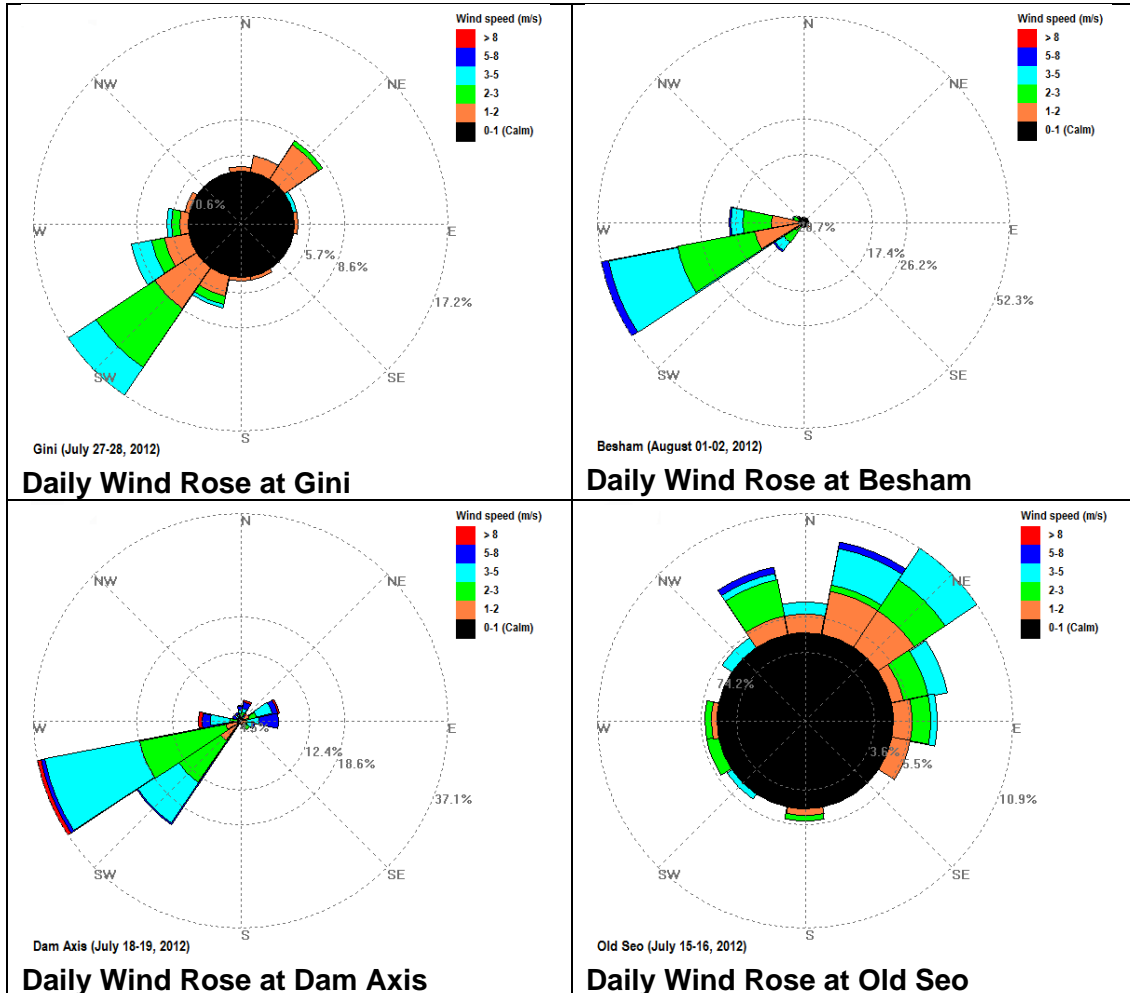 N
NW
NE
W
E
SW
SE
S
0.6%
5.7%
8.6%
17.2%
Wind speed (m/s)
> 8
5-8
3-5
2-3
1-2
0-1 (Calm)
Gini (July 27-28, 2012)
Daily Wind Rose at Gini
N
NW
NE
W
E
SW
SE
S
17.4%
26.2%
52.3%
Wind speed (m/s)
> 8
5-8
3-5
2-3
1-2
0-1 (Calm)
Besham (August 01-02, 2012)
Daily Wind Rose at Besham
N
NW
NE
W
E
SW
SE
S
12.4%
18.6%
37.1%
Wind speed (m/s)
> 8
5-8
3-5
2-3
1-2
0-1 (Calm)
Dam Axis (July 18-19, 2012)
Daily Wind Rose at Dam Axis
N
NW
NE
W
E
SW
SE
S
3.6%
5.5%
10.9%
Wind speed (m/s)
> 8
5-8
3-5
2-3
1-2
0-1 (Calm)
Old Seo (July 15-16, 2012)
Daily Wind Rose at Old Seo